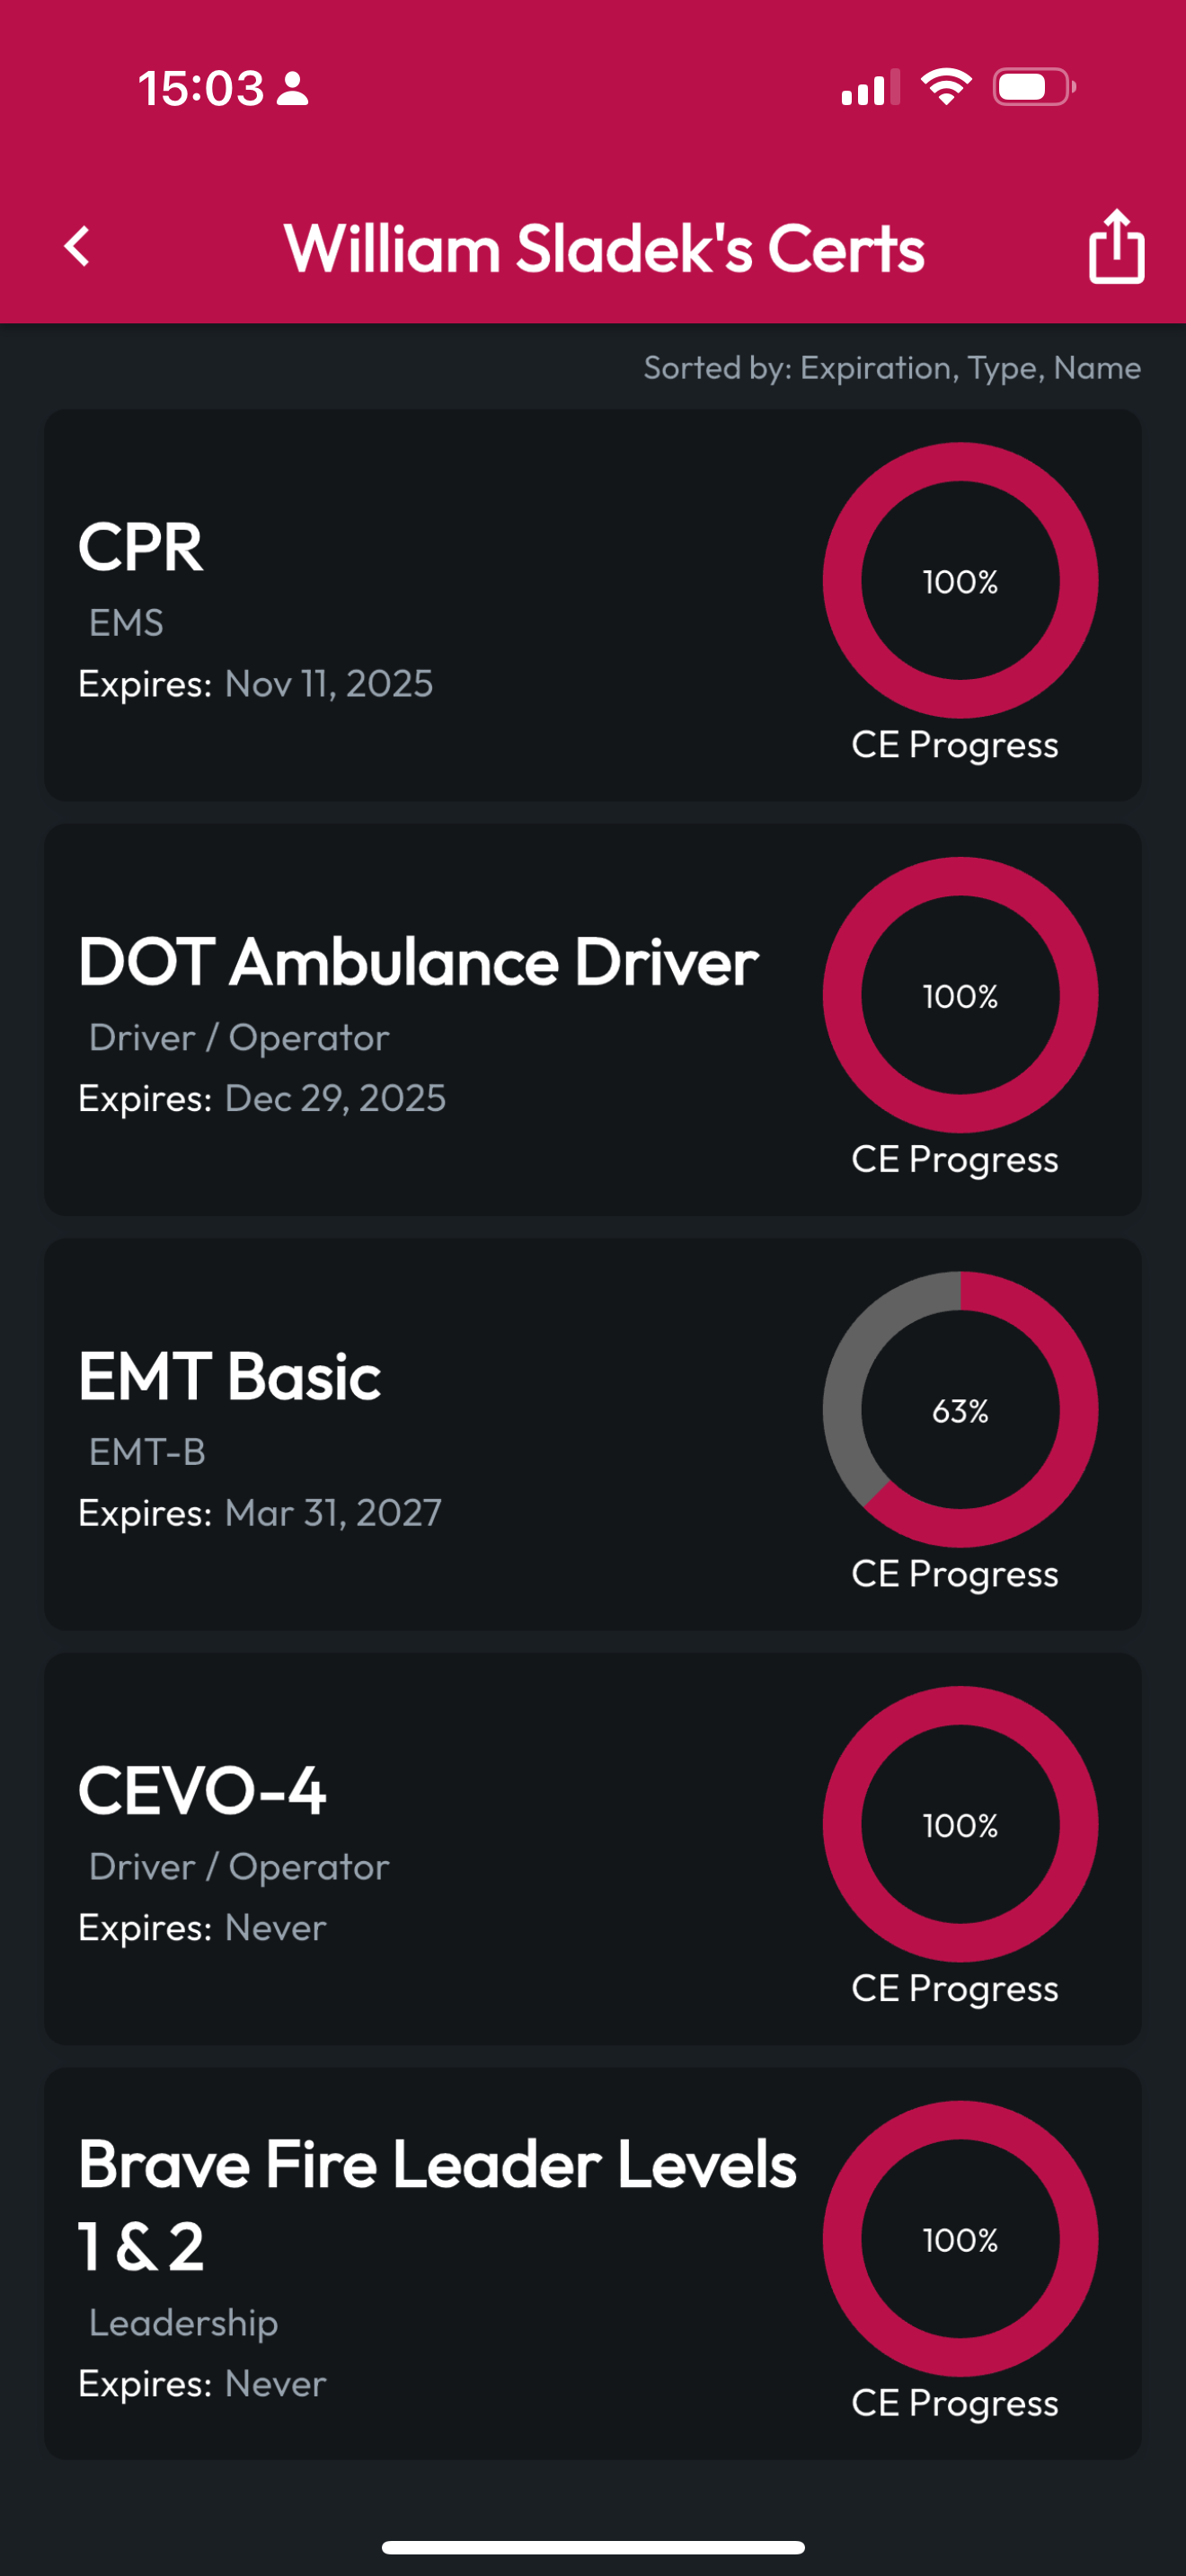 15:03
William Sladek's Certs
Sorted by: Expiration, Type, Name
CPR
EMS
Expires: Nov 11, 2025
100%
CE Progress
DOT Ambulance Driver
Driver / Operator
Expires: Dec 29, 2025
100%
CE Progress
EMT Basic
EMT-B
Expires: Mar 31, 2027
63%
CE Progress
CEVO-4
Driver / Operator
Expires: Never
100%
CE Progress
Brave Fire Leader Levels
1 & 2
Leadership
Expires: Never
100%
CE Progress